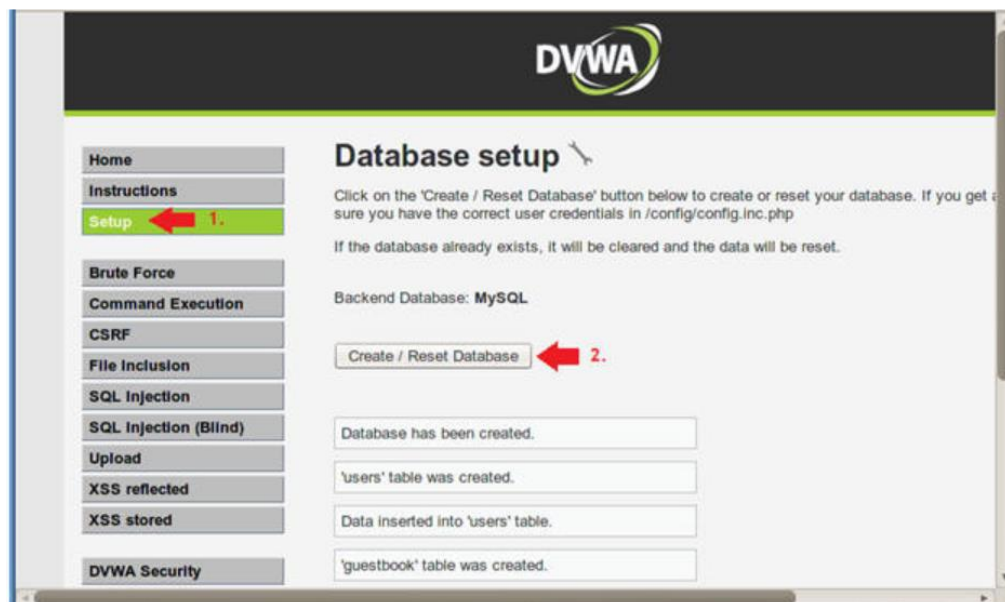 DVWA
Home
Instructions
Setup
1.
Brute Force
Command Execution
CSRF
File Inclusion
SQL Injection
SQL Injection (Blind)
Upload
XSS reflected
XSS stored
DVWA Security
Database setup
Click on the 'Create / Reset Database' button below to create or reset your database. If you get
sure you have the correct user credentials in /config/config.inc.php
If the database already exists, it will be cleared and the data will be reset.
Backend Database: MySQL
Create / Reset Database
2.
Database has been created.
'users' table was created.
Data inserted into 'users' table.
'guestbook' table was created.